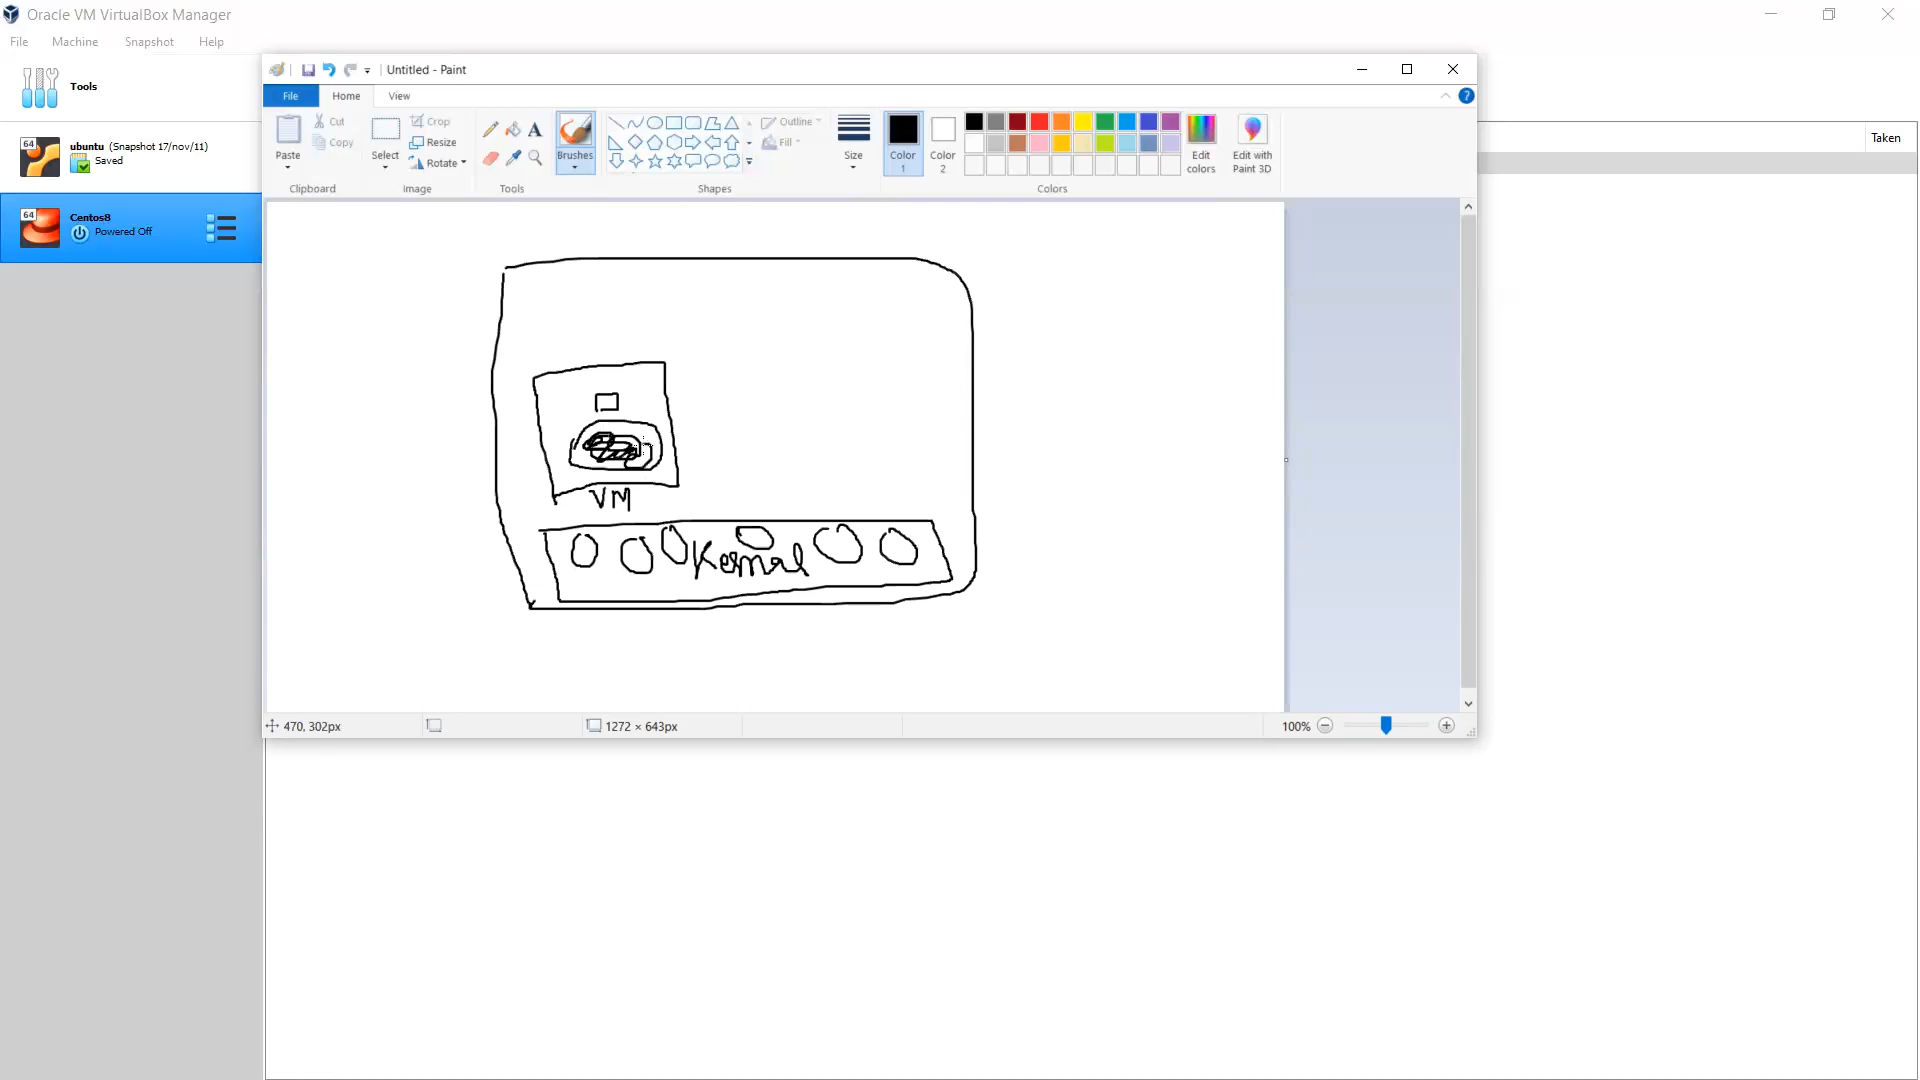 Oracle VM VirtualBox Manager
File Machine Snapshot Help
Tools
64
ubuntu (Snapshot 17/nov/11)
Saved
64
Centos8
Powered Off
Taken
Untitled - Paint
File Home View
?
Paste
Cut
Copy
Clipboard
Select
Crop
Resize
Rotate
Image
A
Tools
Brushes
Outline
Fill
Shapes
Size
Color 1
Color 2
Edit colors
Edit with Paint 3D
Colors
VM
Kernal
470, 302px
1272 × 643px
100%